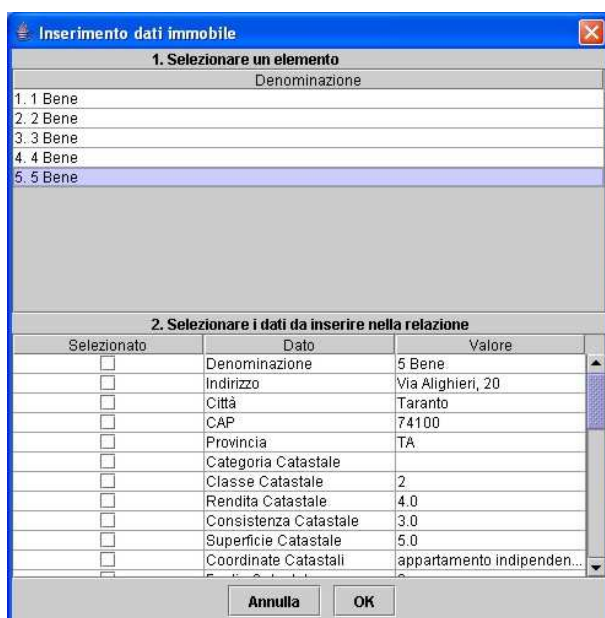 Inserimento dati immobile
1. Selezionare un elemento
Denominazione
1. 1 Bene
2. 2 Bene
3. 3 Bene
4. 4 Bene
5. 5 Bene
2. Selezionare i dati da inserire nella relazione
Selezionato Dato Valore
Denominazione 5 Bene
Indirizzo Via Alighieri, 20
Città Taranto
CAP 74100
Provincia TA
Categoria Catastale
Classe Catastale 2
Rendita Catastale 4.0
Consistenza Catastale 3.0
Superficie Catastale 5.0
Coordinate Catastali appartamento indipenden...
Annulla OK